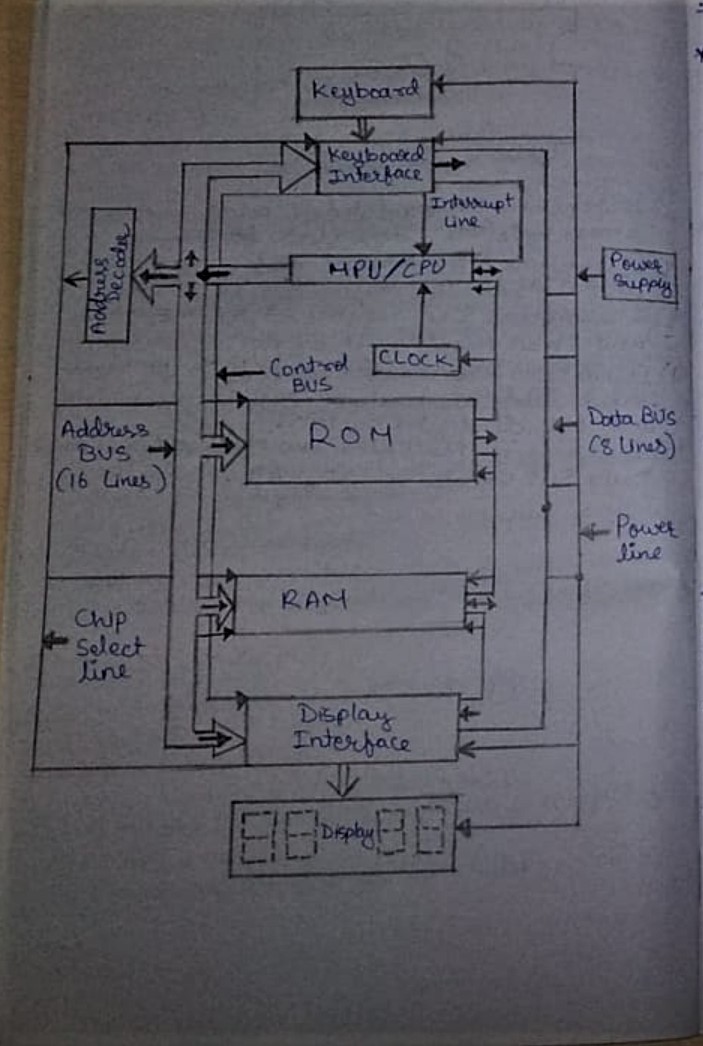 Keyboard
Keyboard
Interface
Interrupt
Line
Address
Decoder
MPU/CPU
Power
Supply
CLOCK
Control
BUS
ROM
Address
BUS
(16 Lines)
Data BUS
(8 Lines)
Power
line
RAM
Chip
Select
line
Display
Interface
Display